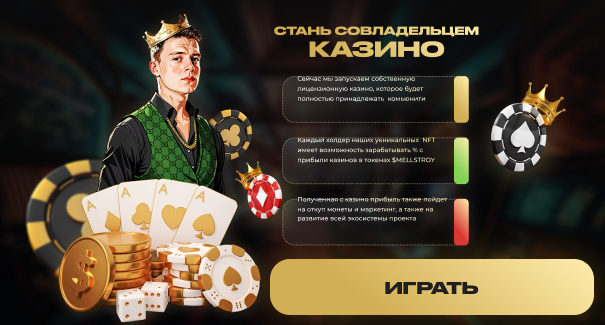 СТАНЬ СОВЛАДЕЛЬЦЕМ
КАЗИНО
Сейчас мы запускаем собственную
лицензионную казино, которое будет
полностью принадлежать комьюнити
Каждый холдер наших укникальных NFT
имеет возможность зарабатывать % с
прибыли казинов в токенах $MELLSTROY
Полученная с казино прибыль также пойдет
на откуп монеты и маркетинг, а также на
развитие всей экосистемы проекта
A
A
A
A
$
ИГРАТЬ